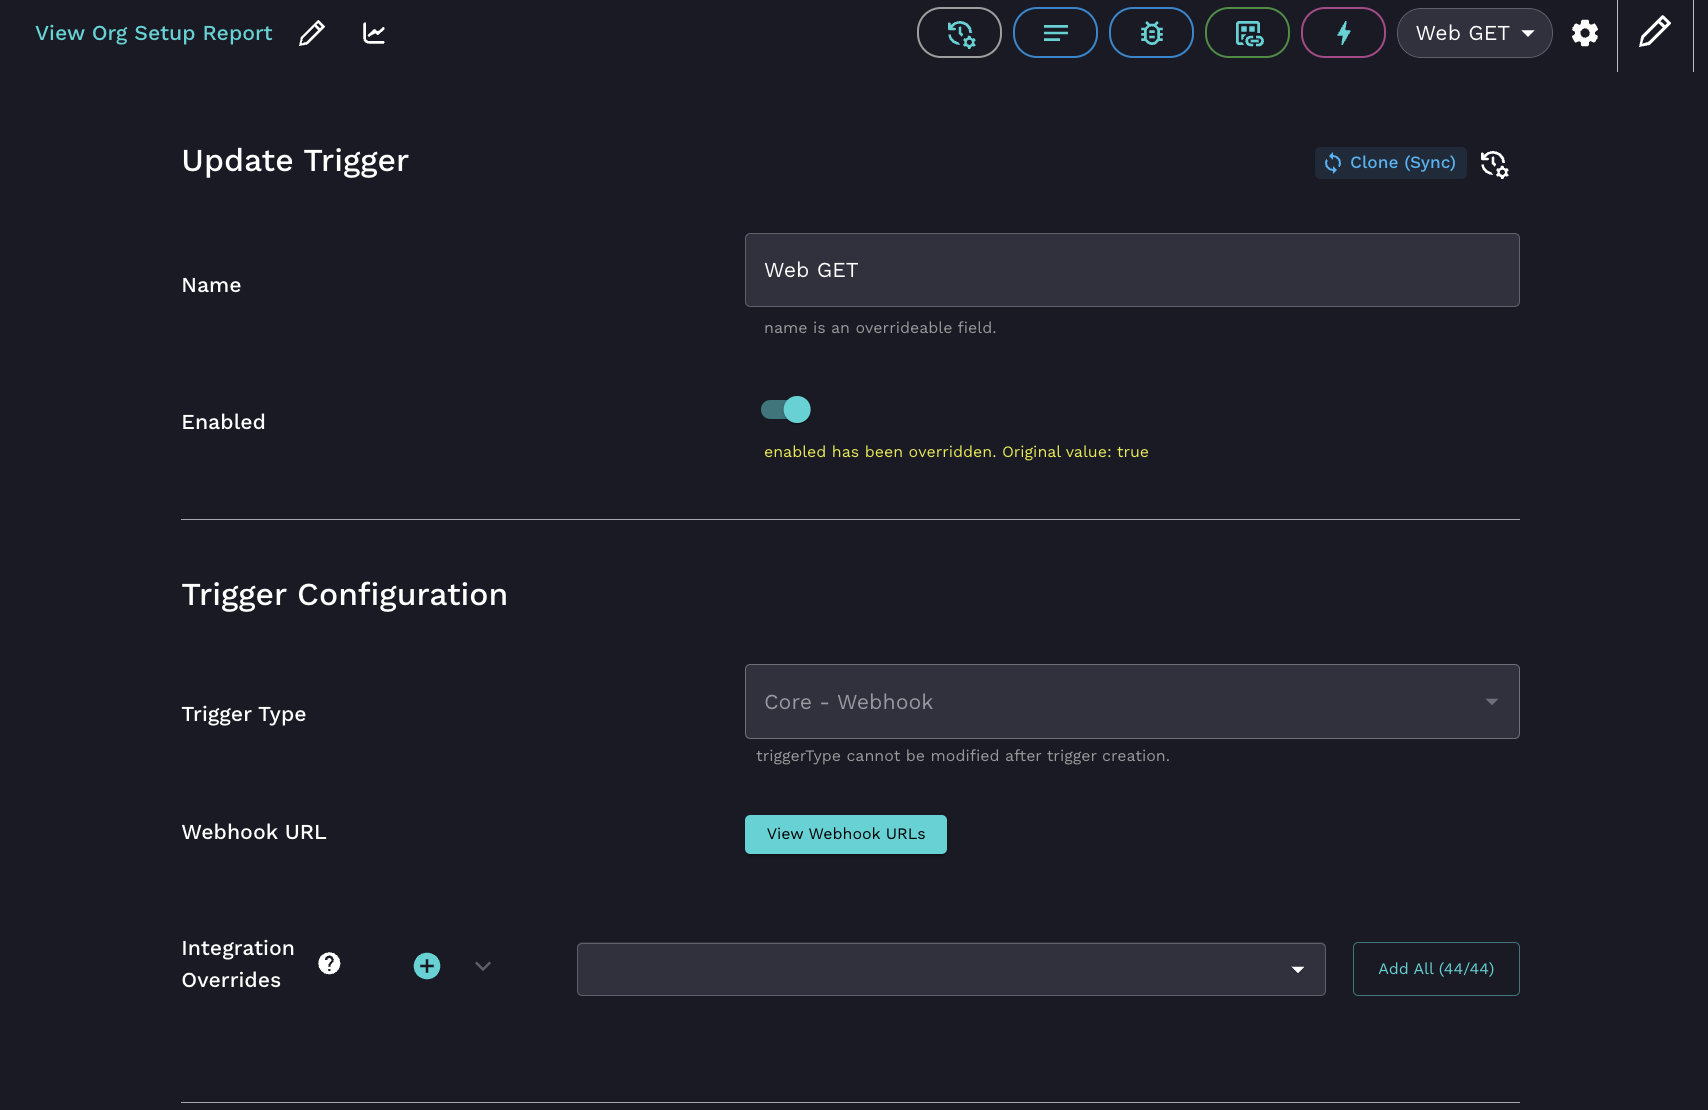 View Org Setup Report
Web GET
Update Trigger
Clone (Sync)
Name
Web GET
name is an overrideable field.
Enabled
enabled has been overridden. Original value: true
Trigger Configuration
Trigger Type
Core - Webhook
triggerType cannot be modified after trigger creation.
Webhook URL
View Webhook URLs
Integration
Overrides
?
Add All (44/44)